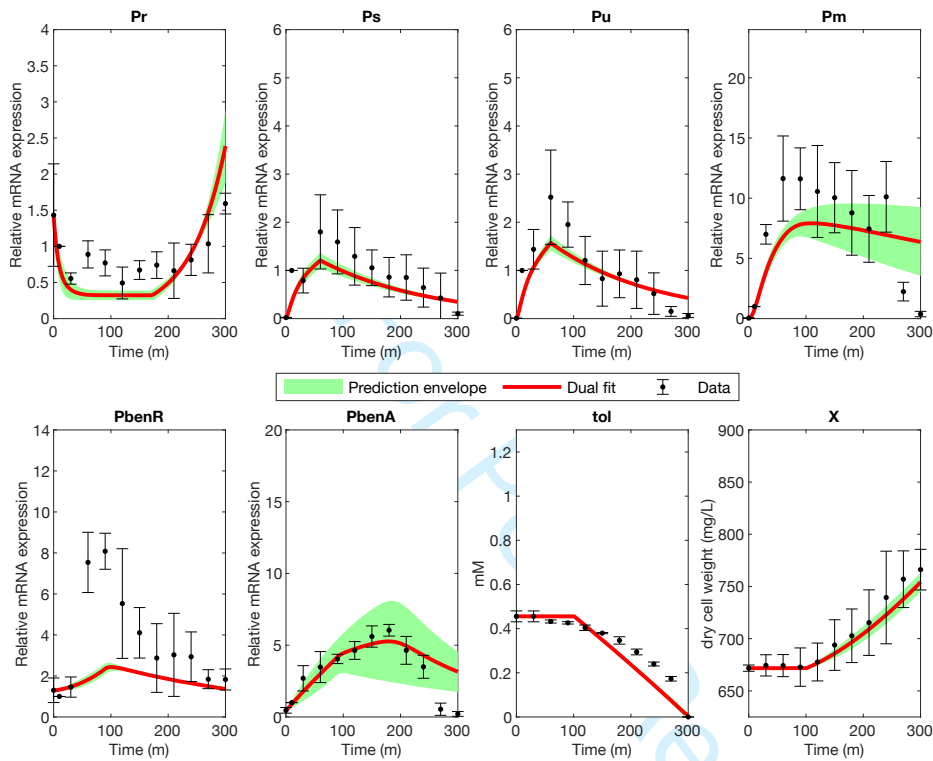 Pr Ps Pu Pm
Relative mRNA expression Relative mRNA expression Relative mRNA expression Relative mRNA expression
4 6 6
3.5 5 5 20
3 4 4
2.5 15
2 3 3
1.5 2 2 10
1 5
0.5 1 1
0 0 0 0
0 100 200 300 0 100 200 300 0 100 200 300 0 100 200 300
Time (m) Time (m) Time (m) Time (m)
Prediction envelope Dual fit Data
PbenR PbenA tol X
Relative mRNA expression Relative mRNA expression mM dry cell weight (mg/L)
14 20 900
12 1.2
10 15 1 850
8 0.8 800
6 10 0.6 750
4 5 0.4 700
2 0.2 650
0 0 0
0 100 200 300 0 100 200 300 0 100 200 300 0 100 200 300
Time (m) Time (m) Time (m) Time (m)